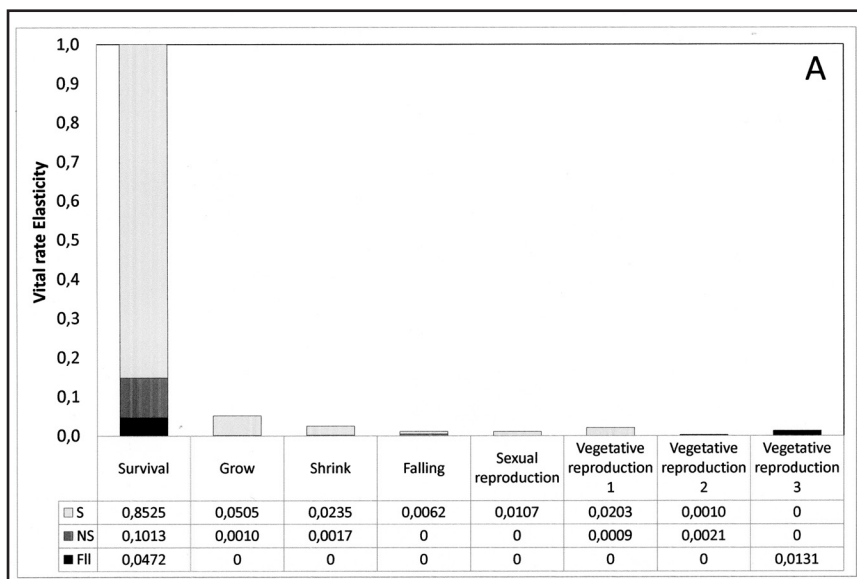 A
1,0
0,9
0,8
0,7
0,6
0,5
0,4
0,3
0,2
0,1
0,0
Vital rate Elasticity
Survival Grow Shrink Falling Sexual reproduction Vegetative reproduction 1 Vegetative reproduction 2 Vegetative reproduction 3
S 0,8525 0,0505 0,0235 0,0062 0,0107 0,0203 0,0010 0
NS 0,1013 0,0010 0,0017 0 0 0,0009 0,0021 0
Fll 0,0472 0 0 0 0 0 0 0,0131